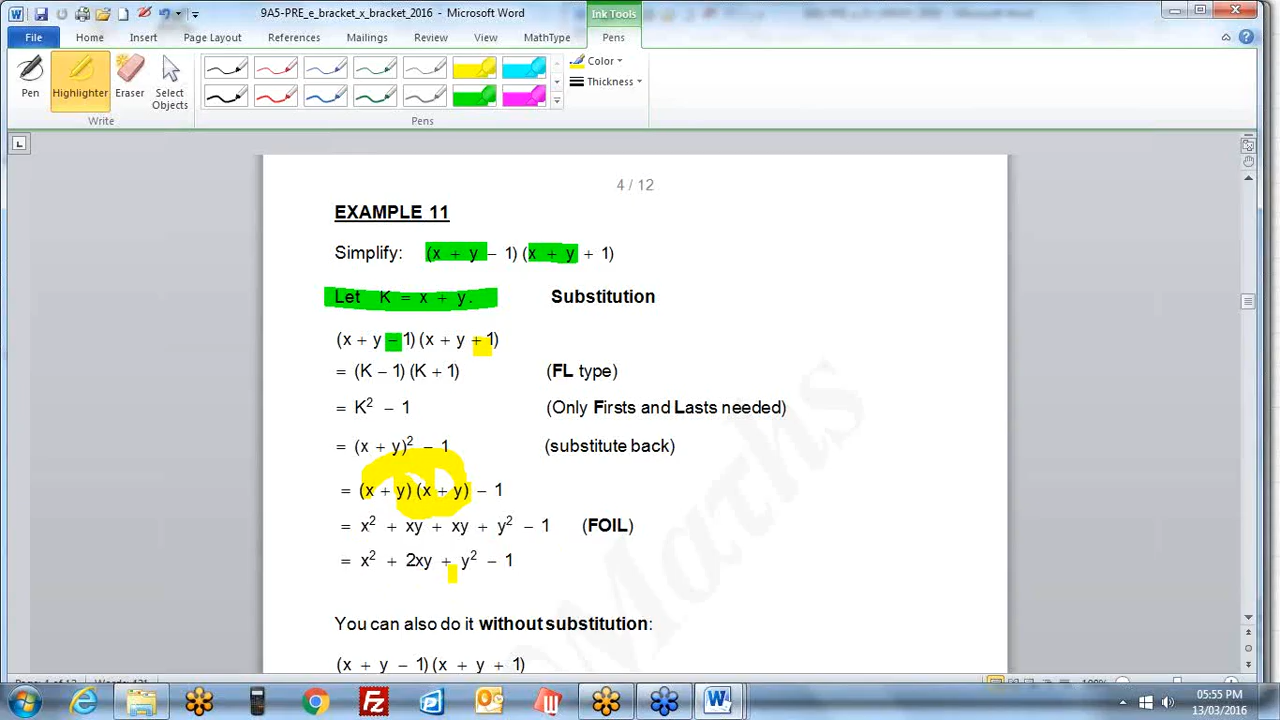 9A5-PRE_e_bracket_x_bracket_2016 - Microsoft Word
Ink Tools
File Home Insert Page Layout References Mailings Review View MathType Pens
Color
Thickness
Pen Highlighter Eraser Select Objects
Write
Pens
4 / 12
EXAMPLE 11
Simplify: (x + y – 1) (x + y + 1)
Let K = x + y. Substitution
(x + y – 1) (x + y + 1)
= (K – 1) (K + 1) (FL type)
= K² – 1 (Only Firsts and Lasts needed)
= (x + y)² – 1 (substitute back)
= (x + y) (x + y) – 1
= x² + xy + xy + y² – 1 (FOIL)
= x² + 2xy + y² – 1
You can also do it without substitution:
(x + y – 1) (x + y + 1)
Maths
05:55 PM
13/03/2016